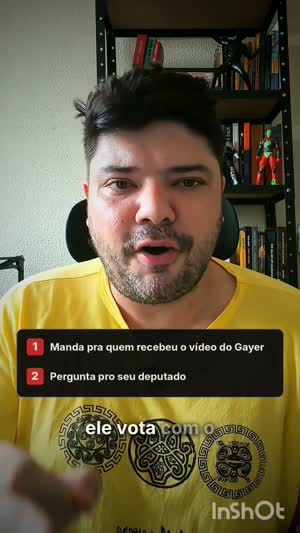 1 Manda pra quem recebeu o vídeo do Gayer
2 Pergunta pro seu deputado
ele vota com o
InShOt